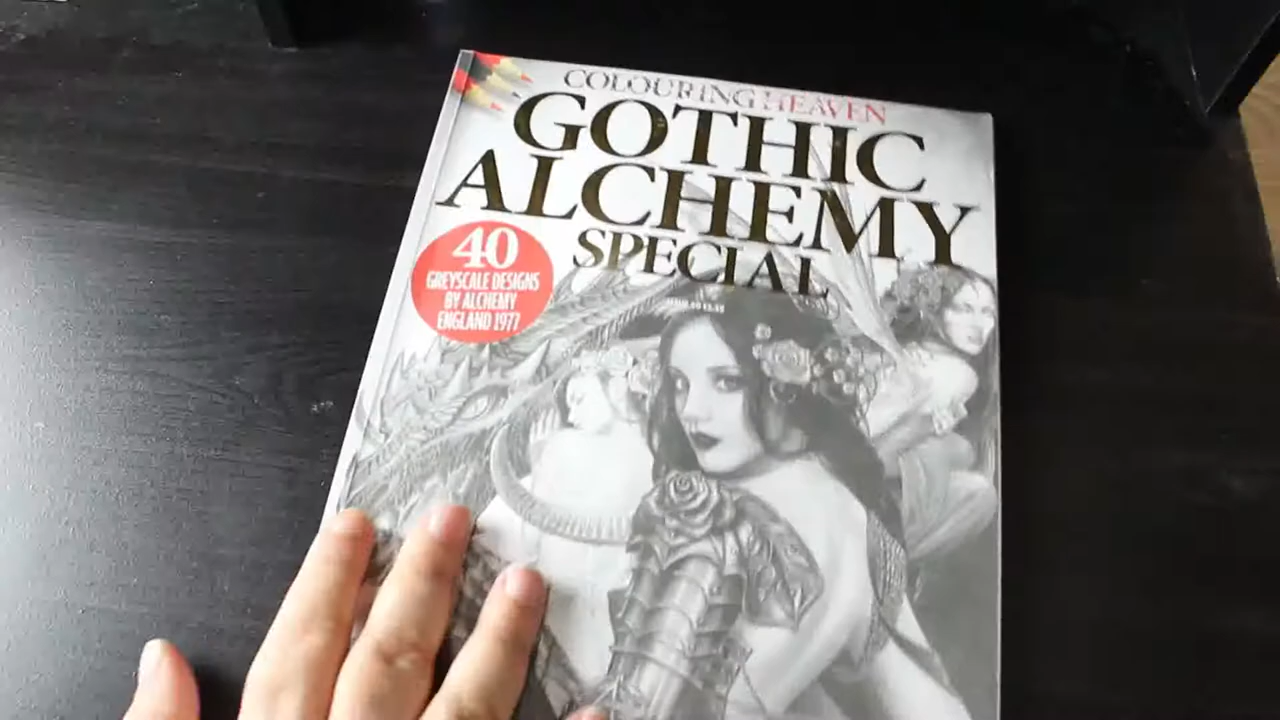 COLOURING HEAVEN
GOTHIC
ALCHEMY
SPECIAL
40
GREYSCALE DESIGNS
BY ALCHEMY
ENGLAND 1977